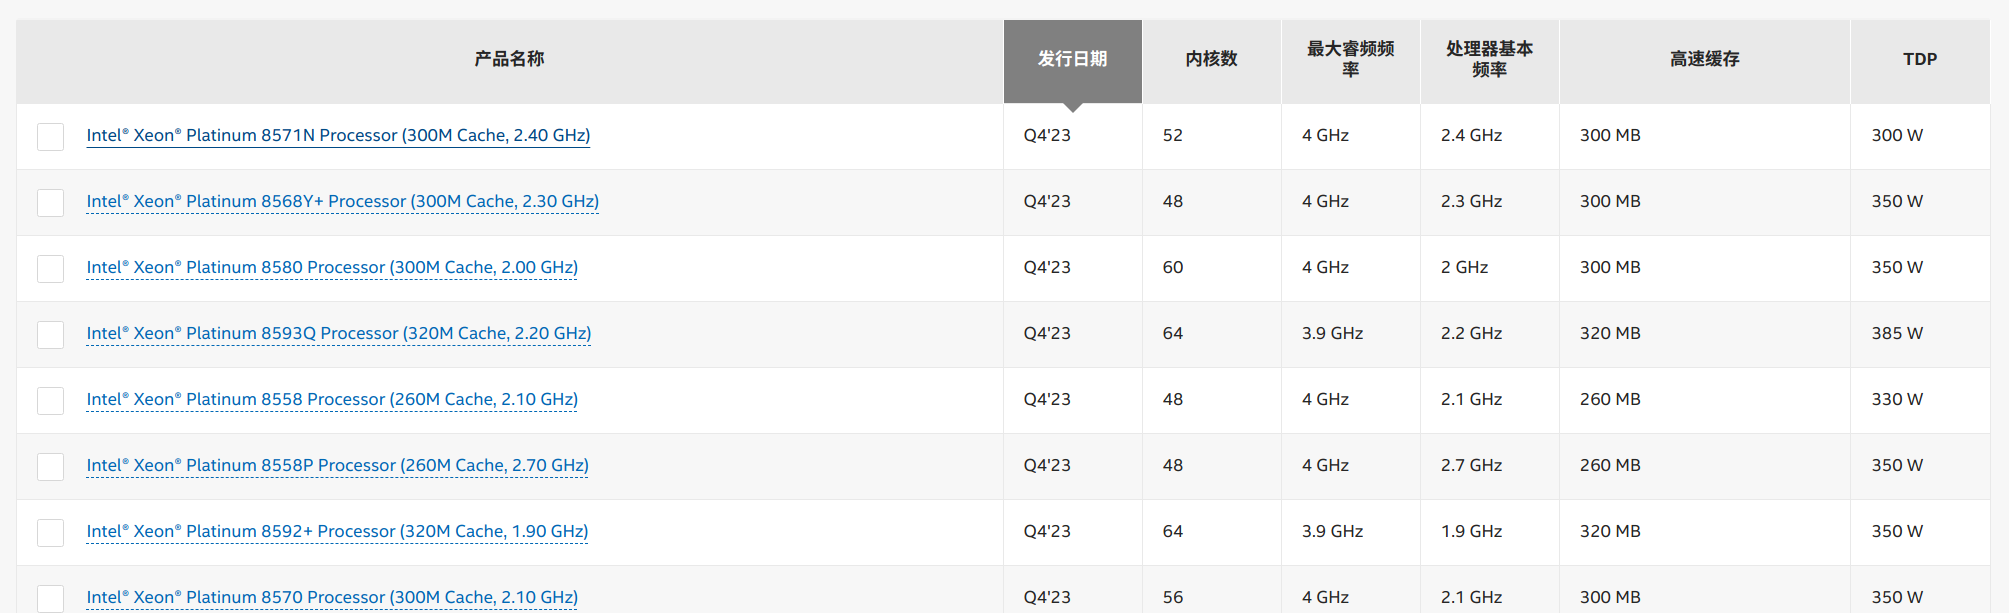 产品名称 发行日期 内核数 最大睿频频率 处理器基本频率 高速缓存 TDP
Intel® Xeon® Platinum 8571N Processor (300M Cache, 2.40 GHz) Q4'23 52 4 GHz 2.4 GHz 300 MB 300 W
Intel® Xeon® Platinum 8568Y+ Processor (300M Cache, 2.30 GHz) Q4'23 48 4 GHz 2.3 GHz 300 MB 350 W
Intel® Xeon® Platinum 8580 Processor (300M Cache, 2.00 GHz) Q4'23 60 4 GHz 2 GHz 300 MB 350 W
Intel® Xeon® Platinum 8593Q Processor (320M Cache, 2.20 GHz) Q4'23 64 3.9 GHz 2.2 GHz 320 MB 385 W
Intel® Xeon® Platinum 8558 Processor (260M Cache, 2.10 GHz) Q4'23 48 4 GHz 2.1 GHz 260 MB 330 W
Intel® Xeon® Platinum 8558P Processor (260M Cache, 2.70 GHz) Q4'23 48 4 GHz 2.7 GHz 260 MB 350 W
Intel® Xeon® Platinum 8592+ Processor (320M Cache, 1.90 GHz) Q4'23 64 3.9 GHz 1.9 GHz 320 MB 350 W
Intel® Xeon® Platinum 8570 Processor (300M Cache, 2.10 GHz) Q4'23 56 4 GHz 2.1 GHz 300 MB 350 W